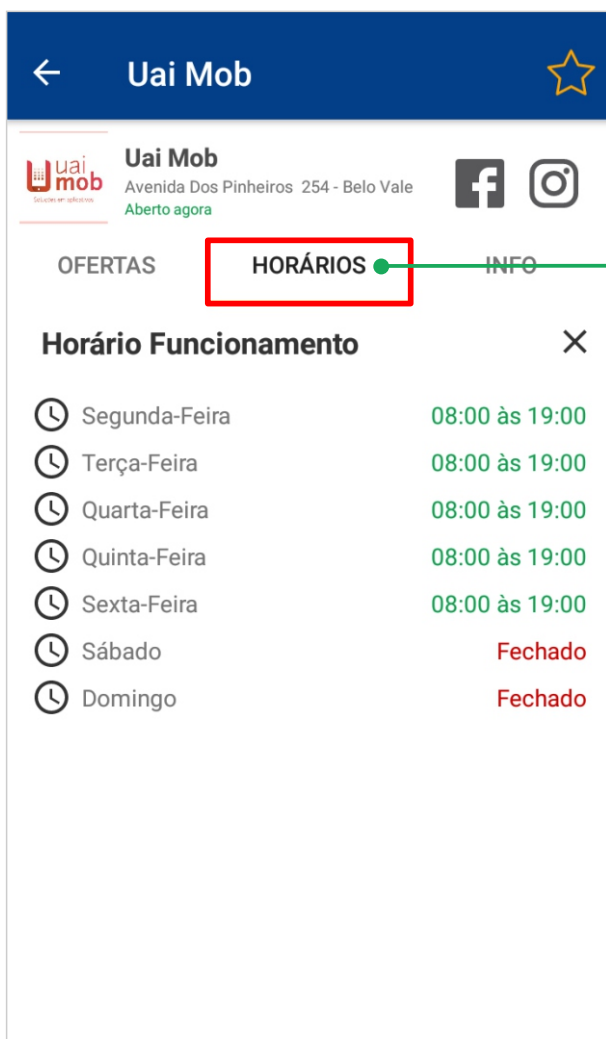 Uai Mob
uai
mob
Soluções em aplicativos
Uai Mob
Avenida Dos Pinheiros 254 - Belo Vale
Aberto agora
OFERTAS HORÁRIOS INFO
Horário Funcionamento
Segunda-Feira 08:00 às 19:00
Terça-Feira 08:00 às 19:00
Quarta-Feira 08:00 às 19:00
Quinta-Feira 08:00 às 19:00
Sexta-Feira 08:00 às 19:00
Sábado Fechado
Domingo Fechado